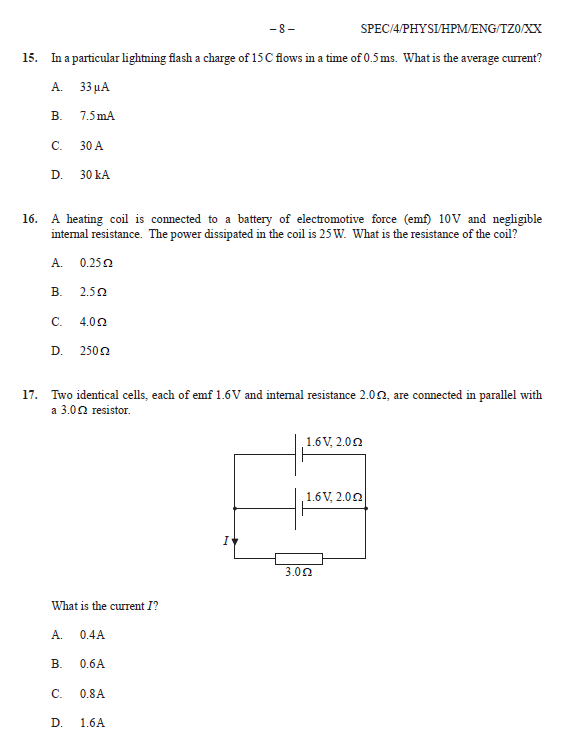 – 8 –
SPEC/4/PHYSI/HPM/ENG/TZ0/XX
15. In a particular lightning flash a charge of 15 C flows in a time of 0.5 ms. What is the average current?
A. 33 μA
B. 7.5 mA
C. 30 A
D. 30 kA
16. A heating coil is connected to a battery of electromotive force (emf) 10 V and negligible
internal resistance. The power dissipated in the coil is 25 W. What is the resistance of the coil?
A. 0.25 Ω
B. 2.5 Ω
C. 4.0 Ω
D. 250 Ω
17. Two identical cells, each of emf 1.6 V and internal resistance 2.0 Ω, are connected in parallel with
a 3.0 Ω resistor.
1.6 V, 2.0 Ω
1.6 V, 2.0 Ω
I
3.0 Ω
What is the current I?
A. 0.4 A
B. 0.6 A
C. 0.8 A
D. 1.6 A